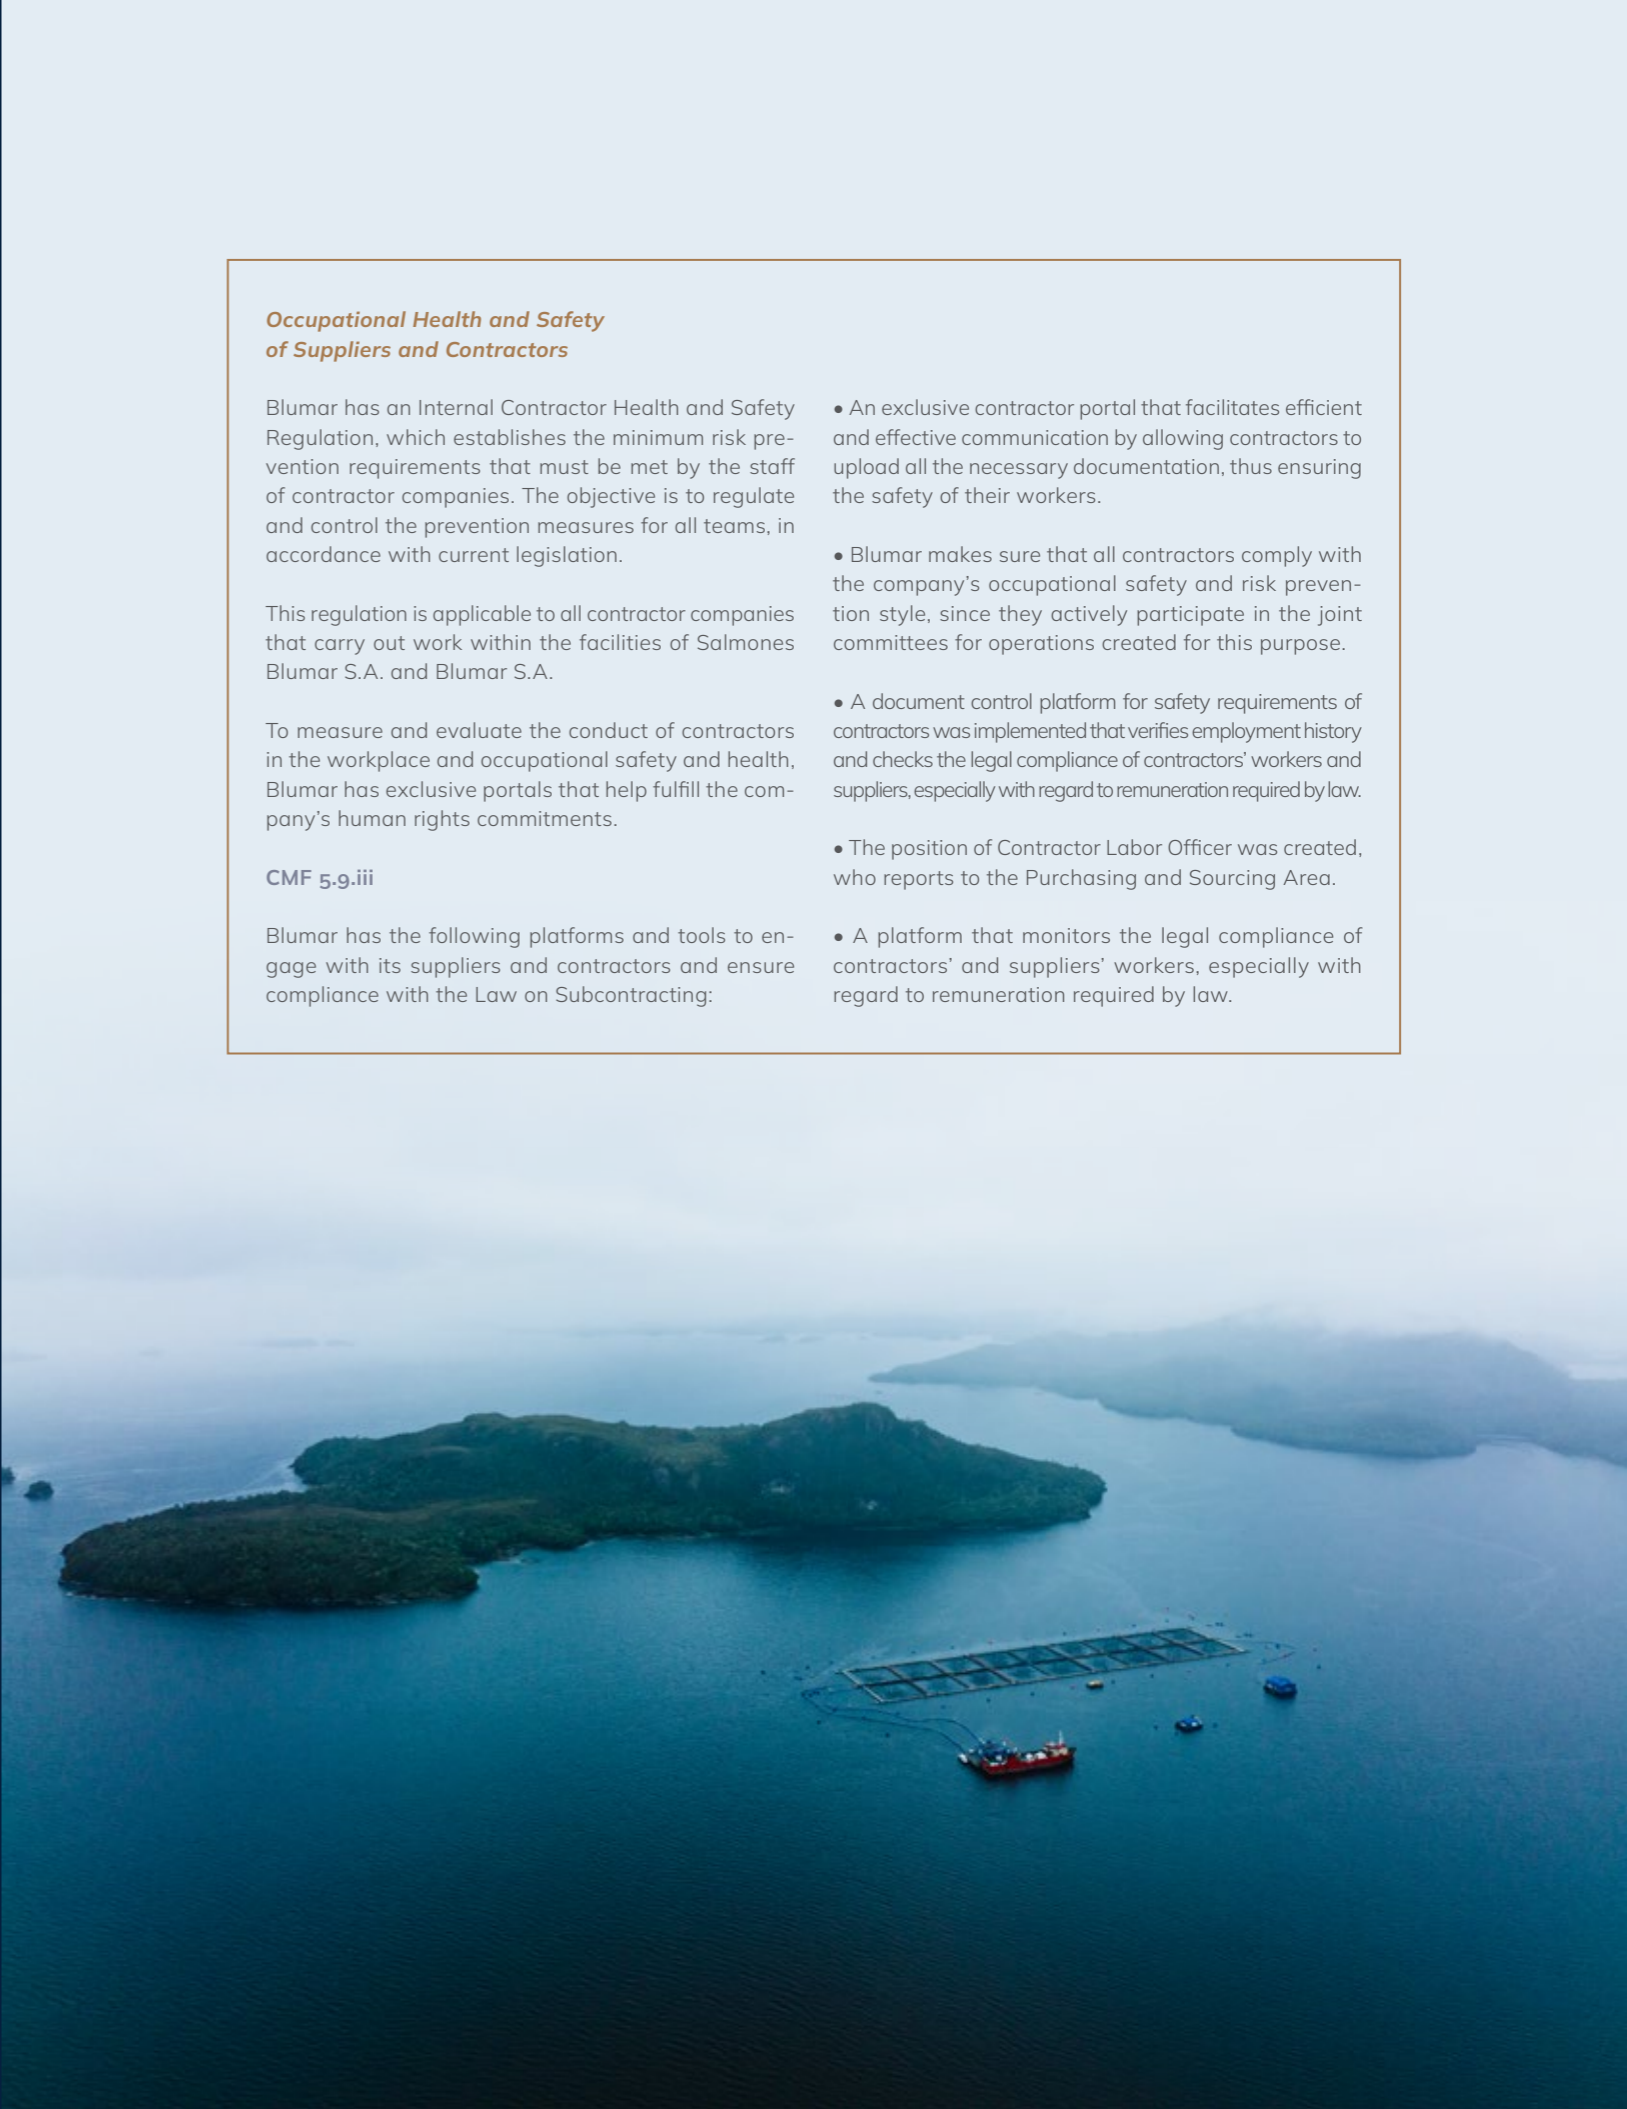 Occupational Health and Safety
of Suppliers and Contractors
Blumar has an Internal Contractor Health and Safety
Regulation, which establishes the minimum risk pre-
vention requirements that must be met by the staff
of contractor companies. The objective is to regulate
and control the prevention measures for all teams, in
accordance with current legislation.
This regulation is applicable to all contractor companies
that carry out work within the facilities of Salmones
Blumar S.A. and Blumar S.A.
To measure and evaluate the conduct of contractors
in the workplace and occupational safety and health,
Blumar has exclusive portals that help fulfill the com-
pany’s human rights commitments.
CMF 5.9.iii
Blumar has the following platforms and tools to en-
gage with its suppliers and contractors and ensure
compliance with the Law on Subcontracting:
• An exclusive contractor portal that facilitates efficient
and effective communication by allowing contractors to
upload all the necessary documentation, thus ensuring
the safety of their workers.
• Blumar makes sure that all contractors comply with
the company’s occupational safety and risk preven-
tion style, since they actively participate in the joint
committees for operations created for this purpose.
• A document control platform for safety requirements of
contractors was implemented that verifies employment history
and checks the legal compliance of contractors’ workers and
suppliers, especially with regard to remuneration required by law.
• The position of Contractor Labor Officer was created,
who reports to the Purchasing and Sourcing Area.
• A platform that monitors the legal compliance of
contractors’ and suppliers’ workers, especially with
regard to remuneration required by law.